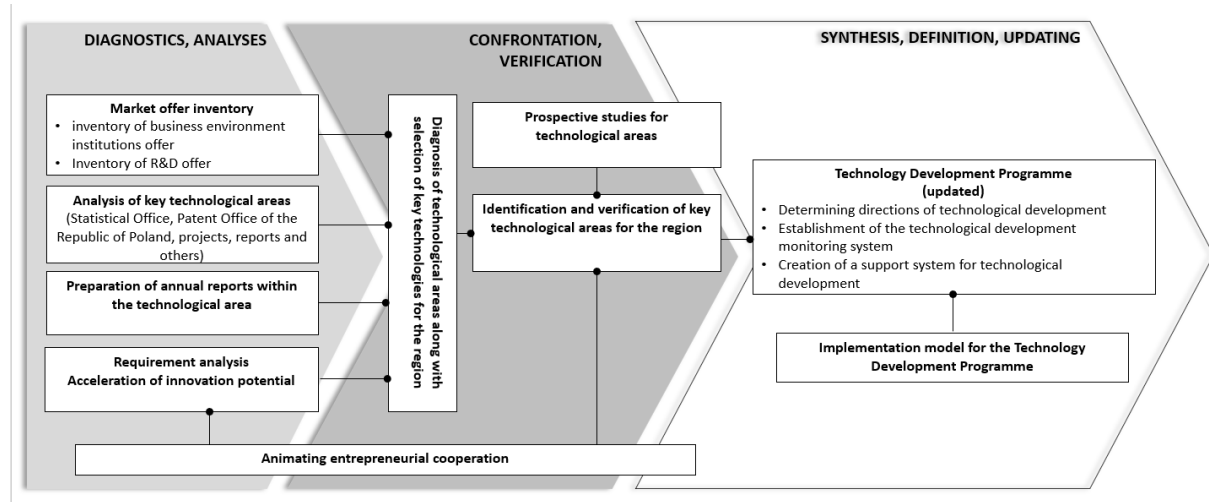 DIAGNOSTICS, ANALYSES
CONFRONTATION,
VERIFICATION
SYNTHESIS, DEFINITION, UPDATING
Market offer inventory
• inventory of business environment
institutions offer
• Inventory of R&D offer
Analysis of key technological areas
(Statistical Office, Patent Office of the
Republic of Poland, projects, reports and
others)
Preparation of annual reports within
the technological area
Requirement analysis
Acceleration of innovation potential
Diagnosis of technological areas along with
selection of key technologies for the region
Prospective studies for
technological areas
Identification and verification of key
technological areas for the region
Technology Development Programme
(updated)
• Determining directions of technological development
• Establishment of the technological development
monitoring system
• Creation of a support system for technological
development
Implementation model for the Technology
Development Programme
Animating entrepreneurial cooperation